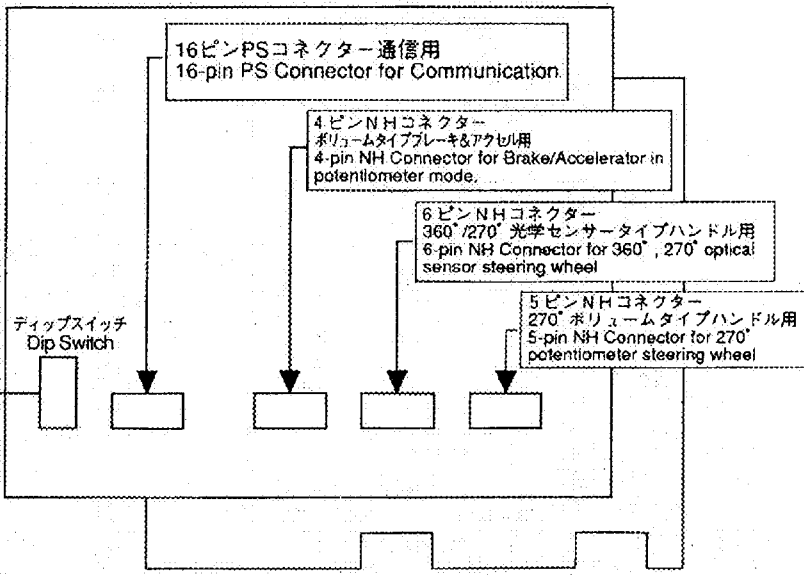 16ピンPSコネクター通信用
16-pin PS Connector for Communication
4 ピンNHコネクター
ボリュームタイプブレーキ&アクセル用
4-pin NH Connector for Brake/Accelerator in
potentiometer mode.
6 ピンNHコネクター
360°/270° 光学センサータイプハンドル用
6-pin NH Connector for 360°, 270° optical
sensor steering wheel
5 ピンNHコネクター
270° ボリュームタイプハンドル用
5-pin NH Connector for 270°
potentiometer steering wheel
ディップスイッチ
Dip Switch